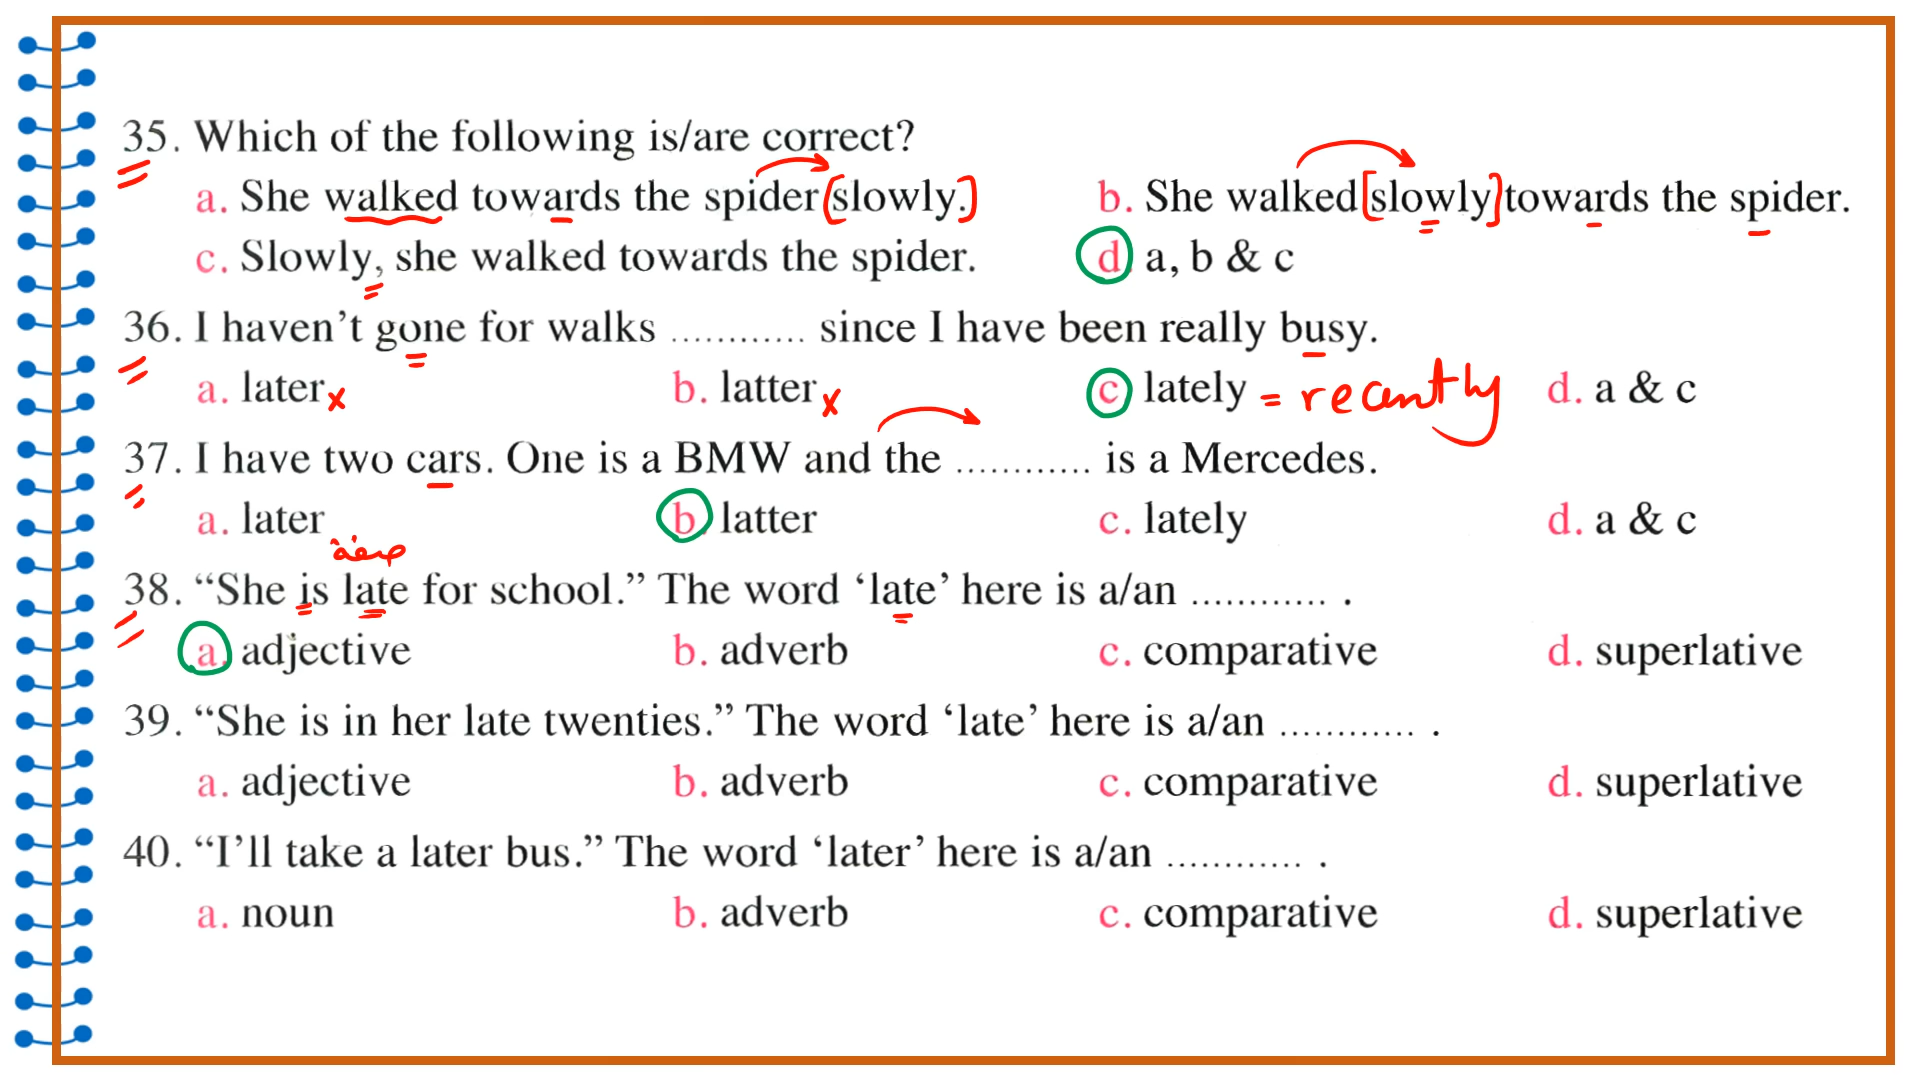 35. Which of the following is/are correct?
a. She walked towards the spider [slowly.] b. She walked [slowly] towards the spider.
c. Slowly, she walked towards the spider. d. a, b & c
36. I haven't gone for walks ............ since I have been really busy.
a. later x b. latter x c. lately = recently d. a & c
37. I have two cars. One is a BMW and the ............ is a Mercedes.
a. later b. latter c. lately d. a & c
صفة
38. “She is late for school.” The word ‘late’ here is a/an ............ .
a. adjective b. adverb c. comparative d. superlative
39. “She is in her late twenties.” The word ‘late’ here is a/an ............ .
a. adjective b. adverb c. comparative d. superlative
40. “I’ll take a later bus.” The word ‘later’ here is a/an ............ .
a. noun b. adverb c. comparative d. superlative